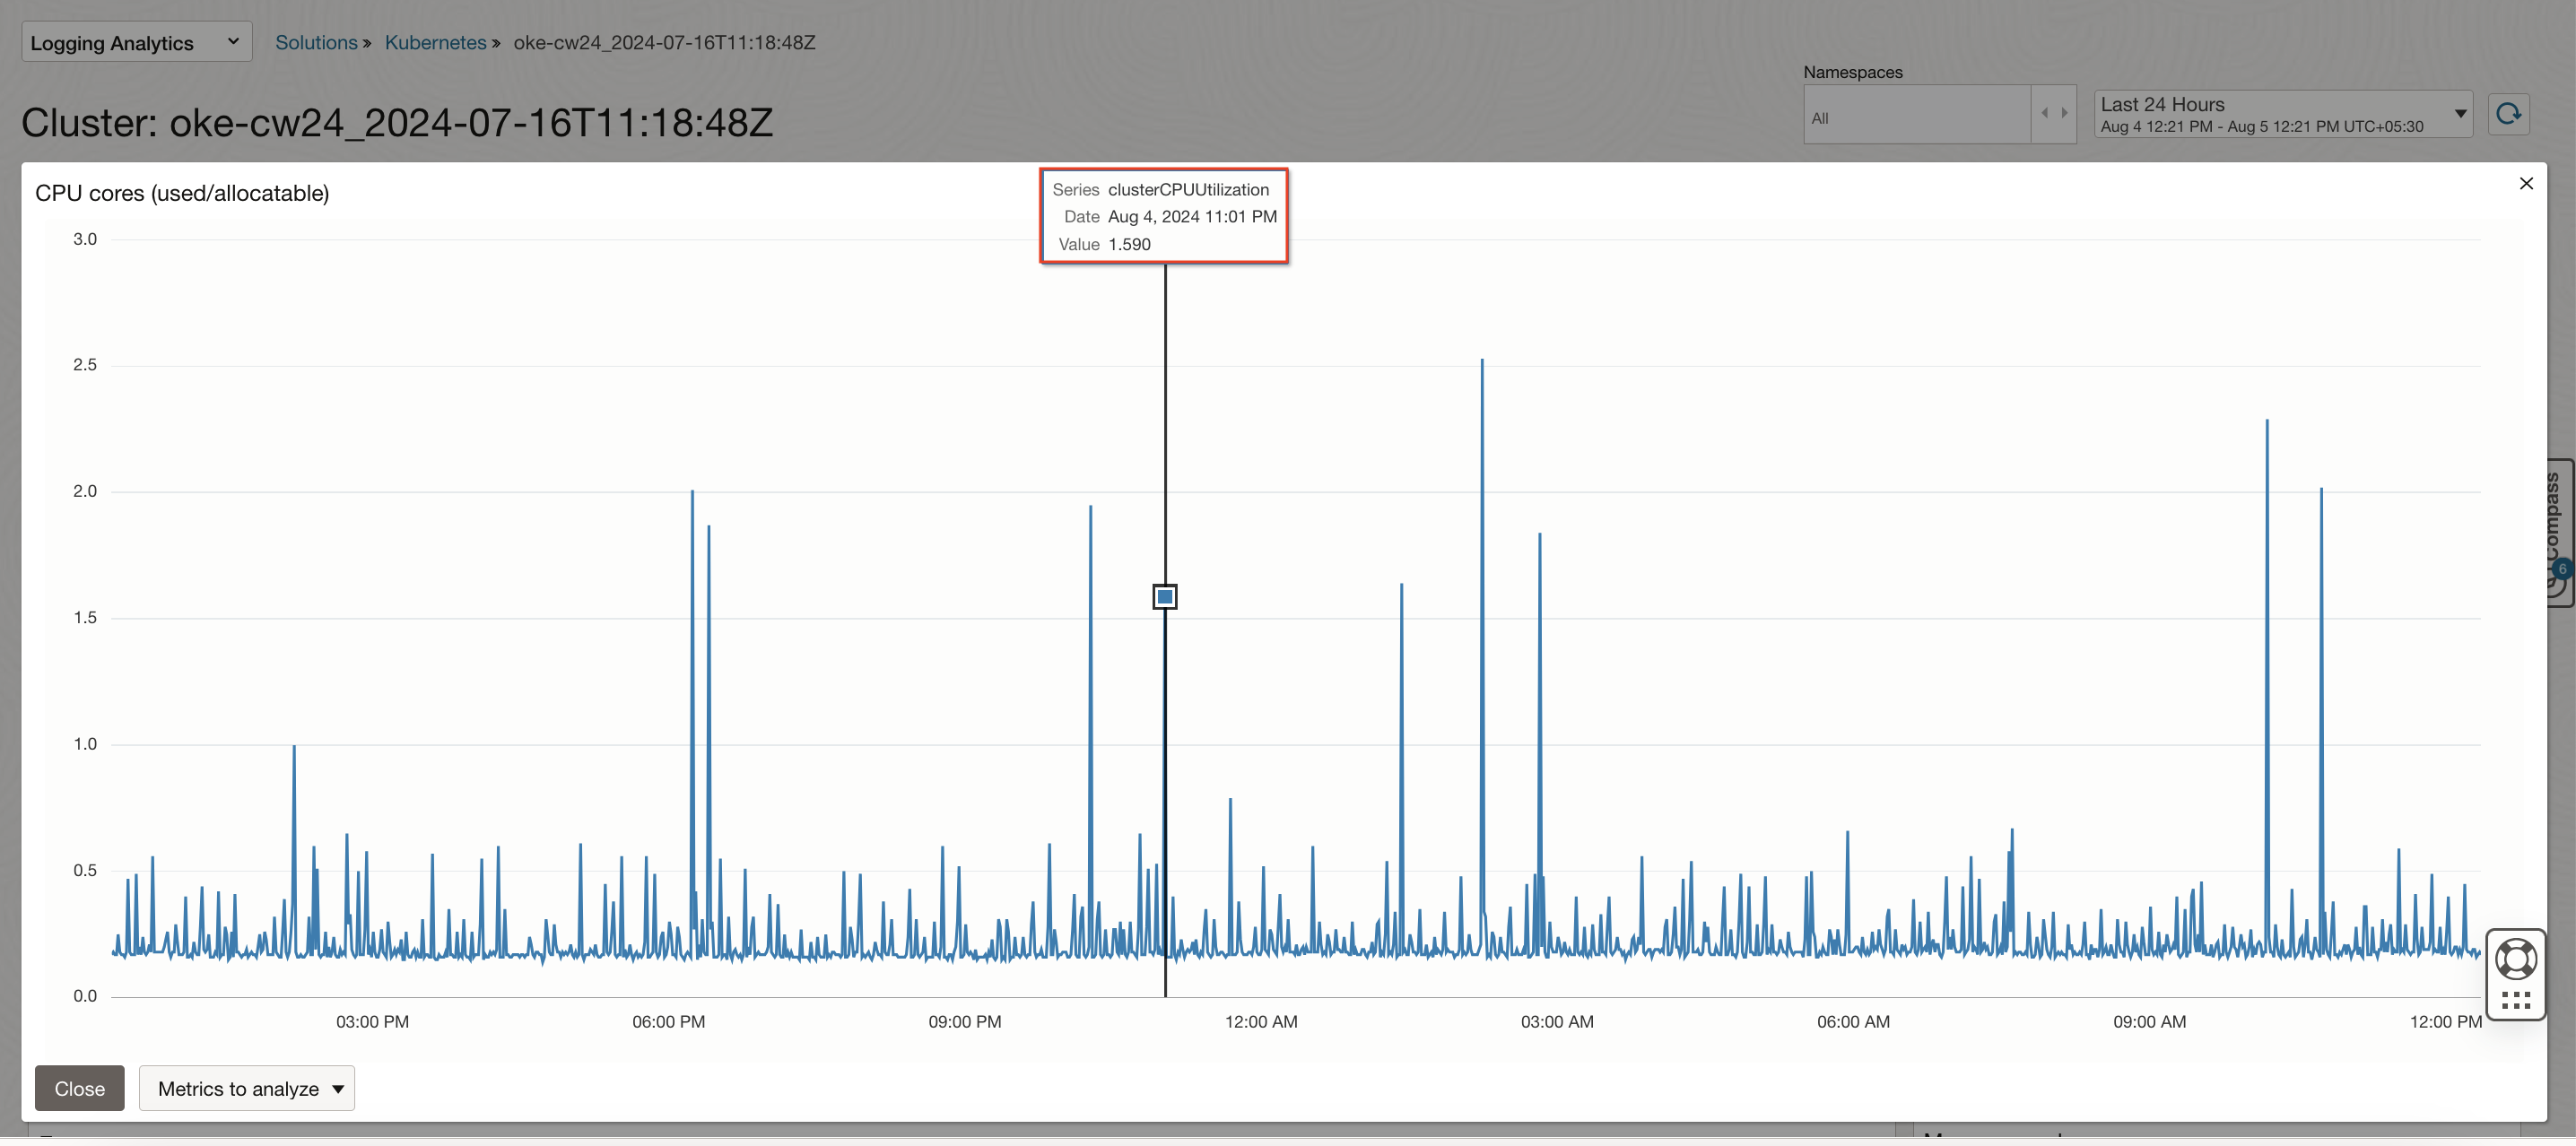 Logging Analytics
Solutions » Kubernetes » oke-cw24_2024-07-16T11:18:48Z
Namespaces
Cluster: oke-cw24_2024-07-16T11:18:48Z
All
Last 24 Hours
Aug 4 12:21 PM - Aug 5 12:21 PM UTC+05:30
CPU cores (used/allocatable)
Series clusterCPUUtilization
Date Aug 4, 2024 11:01 PM
Value 1.590
3.0
2.5
2.0
1.5
1.0
0.5
0.0
03:00 PM 06:00 PM 09:00 PM 12:00 AM 03:00 AM 06:00 AM 09:00 AM 12:00 PM
Compass
6
Close
Metrics to analyze